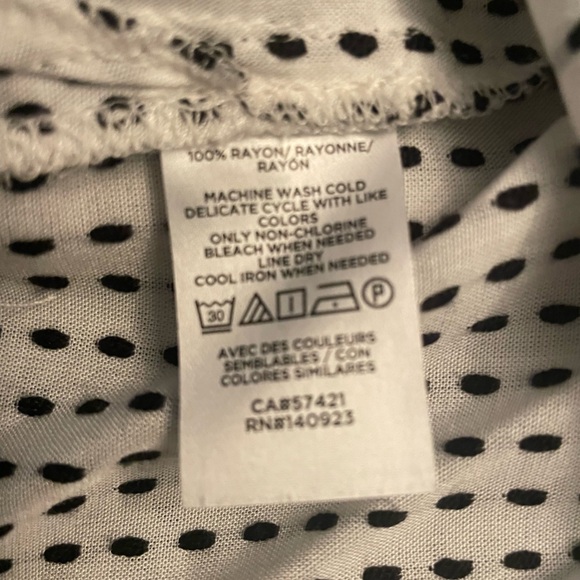 100% RAYON/ RAYONNE/
RAYÓN
MACHINE WASH COLD
DELICATE CYCLE WITH LIKE
COLORS
ONLY NON-CHLORINE
BLEACH WHEN NEEDED
LINE DRY
COOL IRON WHEN NEEDED
30 P
AVEC DES COULEURS
SEMBLABLES / CON
COLORES SIMILARES
CA#57421
RN#140923